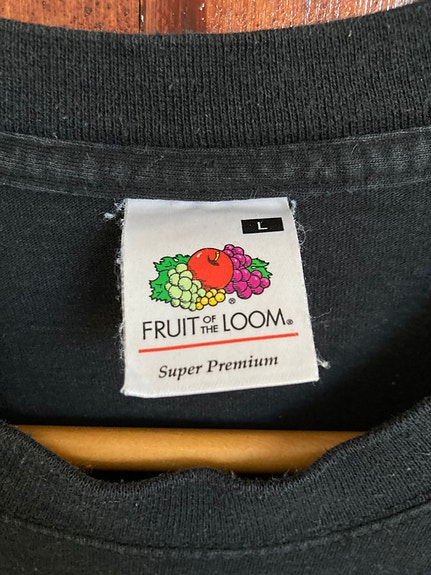 L
FRUIT OF THE LOOM®
Super Premium